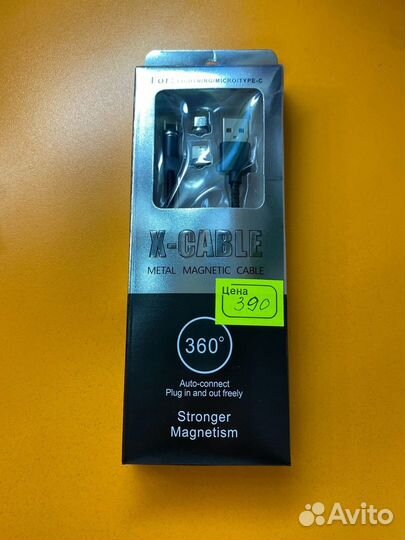 For: LIGHTNING/MICRO/TYPE-C
X-CABLE
METAL MAGNETIC CABLE
Цена
390
360°
Auto-connect
Plug in and out freely
Stronger
Magnetism
Avito